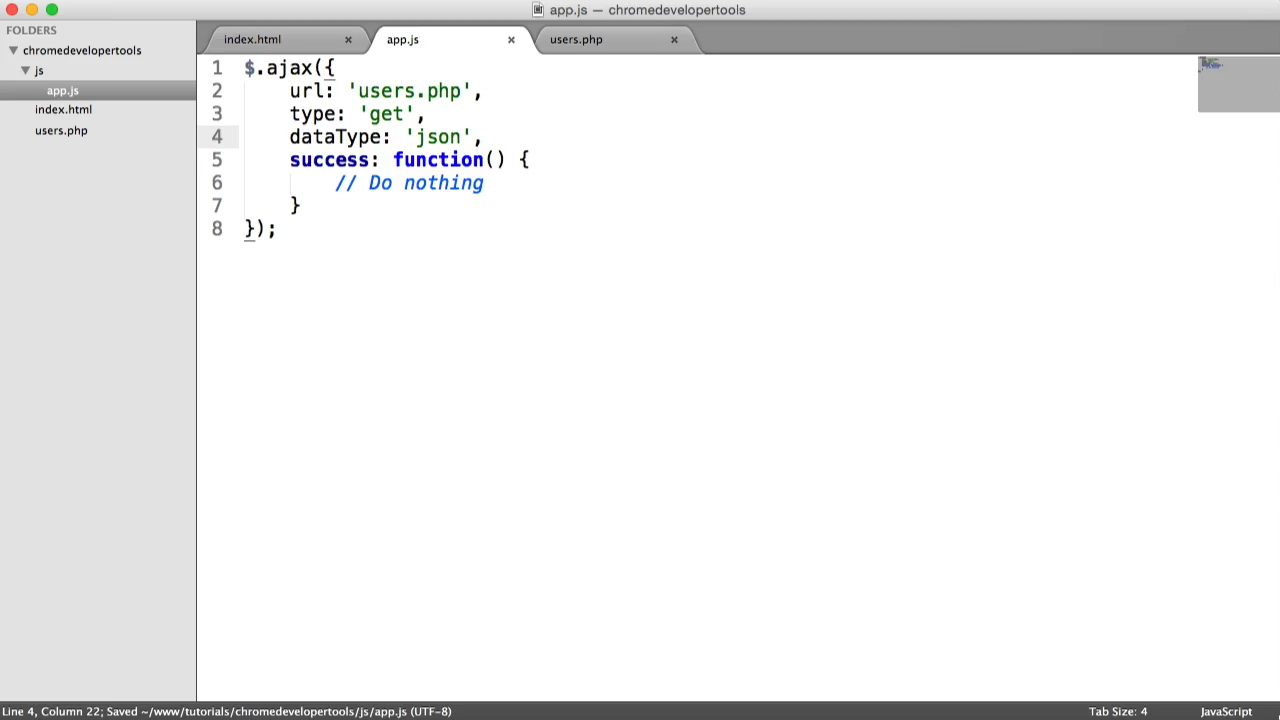 app.js — chromedevelopertools
FOLDERS
chromedevelopertools
js
app.js
index.html
users.php
index.html ×
app.js ×
users.php ×
1 $.ajax({
2 url: 'users.php',
3 type: 'get',
4 dataType: 'json',
5 success: function() {
6 // Do nothing
7 }
8 });
Line 4, Column 22; Saved ~/www/tutorials/chromedevelopertools/js/app.js (UTF-8)
Tab Size: 4
JavaScript